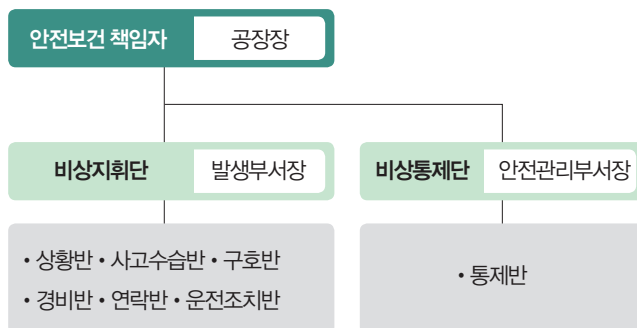 안전보건 책임자 공장장
비상지휘단 발생부서장
비상통제단 안전관리부서장
• 상황반 • 사고수습반 • 구호반
• 경비반 • 연락반 • 운전조치반
• 통제반